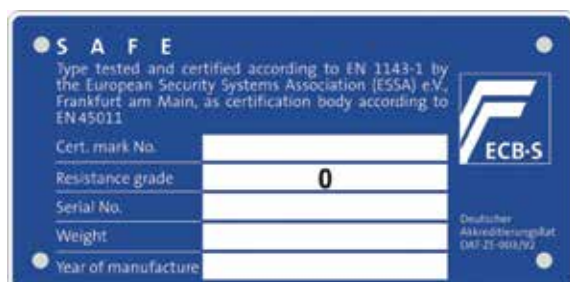 S A F E
Type tested and certified according to EN 1143-1 by
the European Security Systems Association (ESSA) e.V.,
Frankfurt am Main, as certification body according to
EN 45011
ECB·S
Cert. mark No.
Resistance grade 0
Serial No.
Weight
Year of manufacture
Deutscher
Akkreditierungsrat